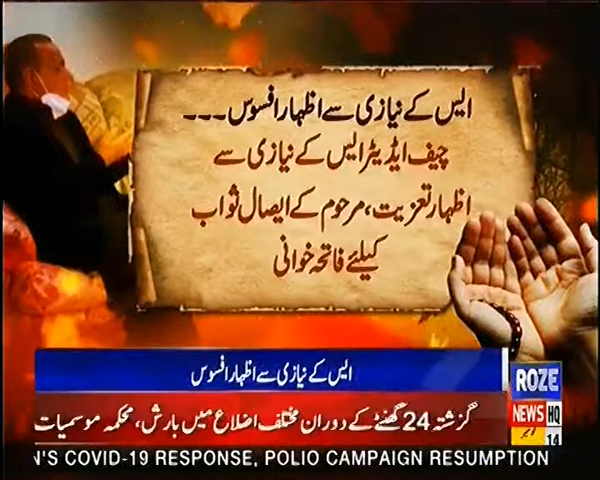 ایس کے نیازی سے اظہار افسوس۔۔۔
چیف ایڈیٹر ایس کے نیازی سے
اظہار تعزیت، مرحوم کے ایصال ثواب
کیلئے فاتحہ خوانی
ایس کے نیازی سے اظہار افسوس
ROZE
NEWS HQ
گزشتہ 24 گھنٹے کے دوران مختلف اضلاع میں بارش، محکمہ موسمیات
14
N'S COVID-19 RESPONSE, POLIO CAMPAIGN RESUMPTION